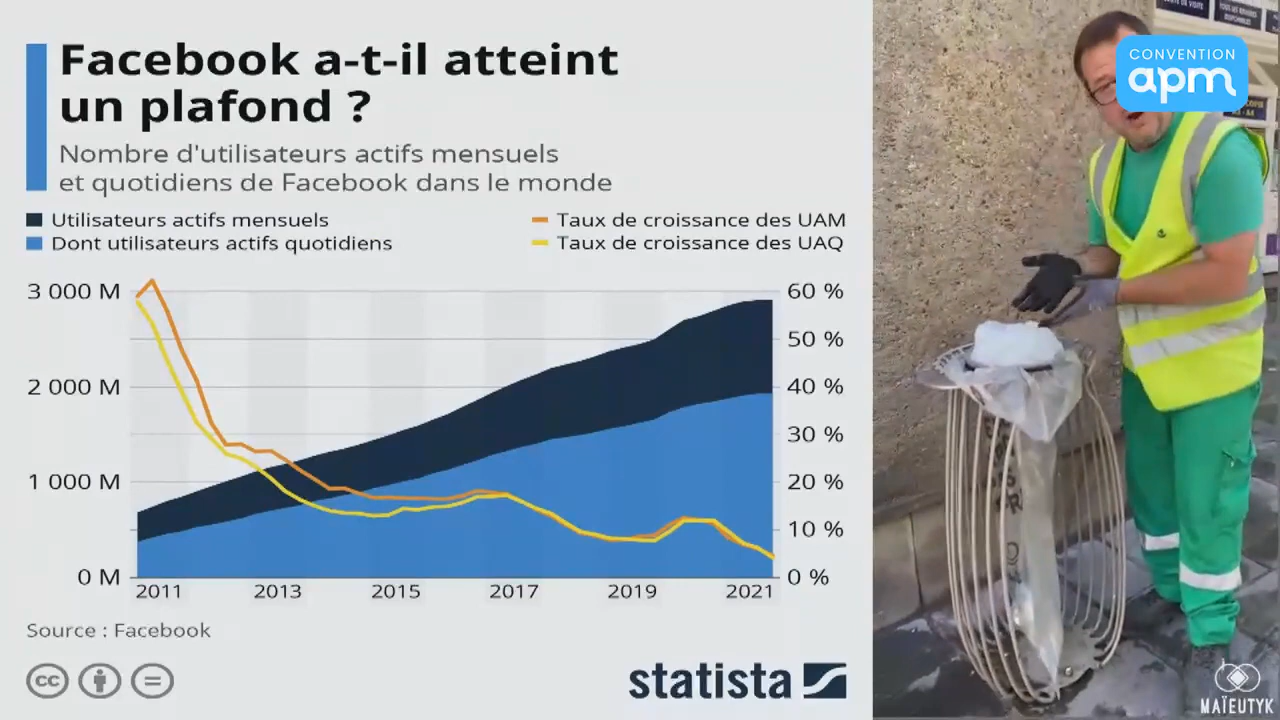 Facebook a-t-il atteint
un plafond ?
Nombre d'utilisateurs actifs mensuels
et quotidiens de Facebook dans le monde
Utilisateurs actifs mensuels
Dont utilisateurs actifs quotidiens
Taux de croissance des UAM
Taux de croissance des UAQ
3 000 M
2 000 M
1 000 M
0 M
60 %
50 %
40 %
30 %
20 %
10 %
0 %
2011 2013 2015 2017 2019 2021
Source : Facebook
cc
statista
CONVENTION
apm
MAÏEUTYK